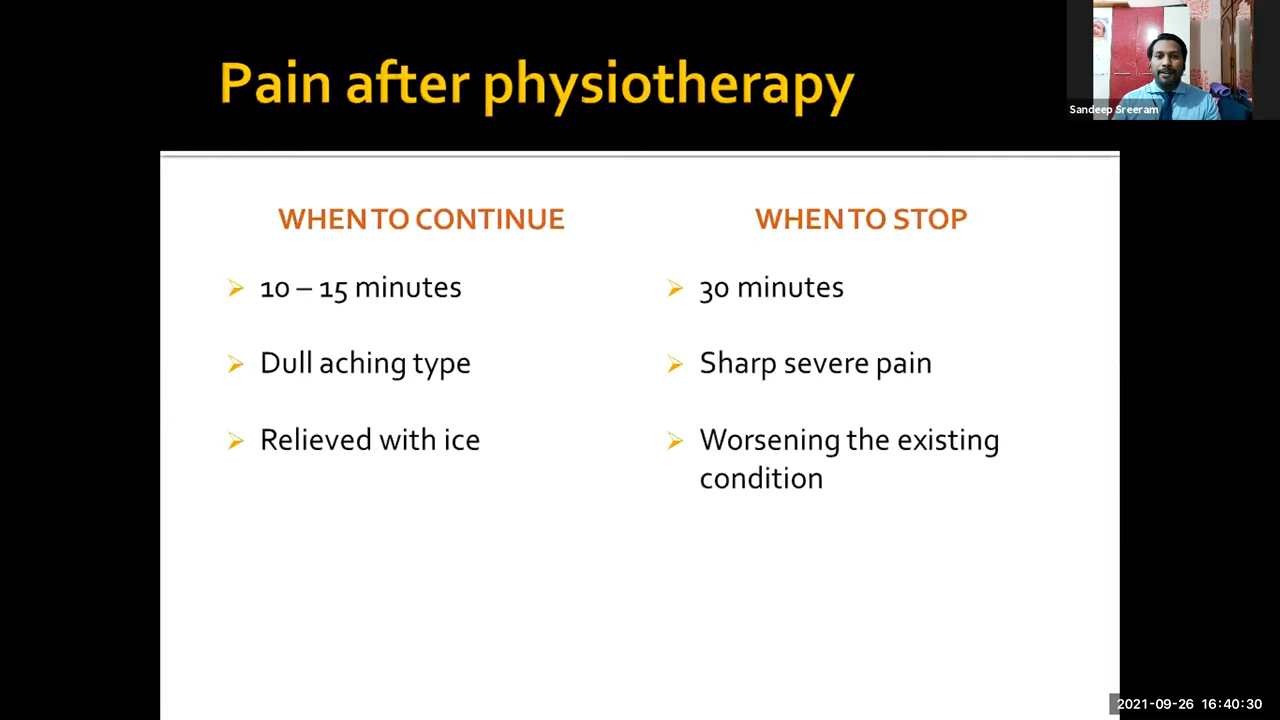 Pain after physiotherapy
Sandeep Sreeram
WHEN TO CONTINUE
10 – 15 minutes
Dull aching type
Relieved with ice
WHEN TO STOP
30 minutes
Sharp severe pain
Worsening the existing
condition
2021-09-26 16:40:30